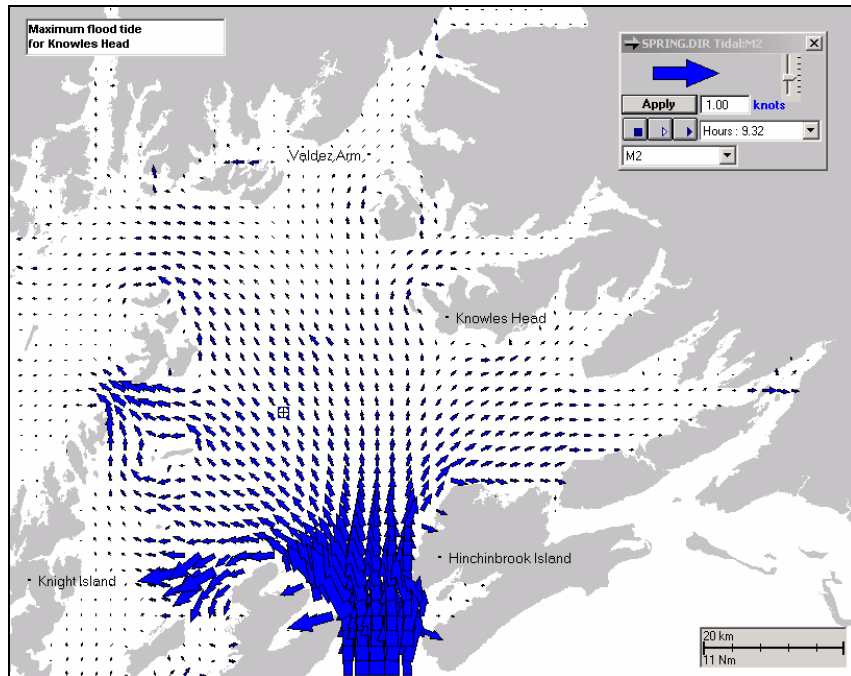 Maximum flood tide
for Knowles Head
SPRING.DIR Tidal:M2
Apply
1.00
knots
Hours : 9.32
M2
Valdez Arm
Knowles Head
Hinchinbrook Island
Knight Island
20 km
11 Nm